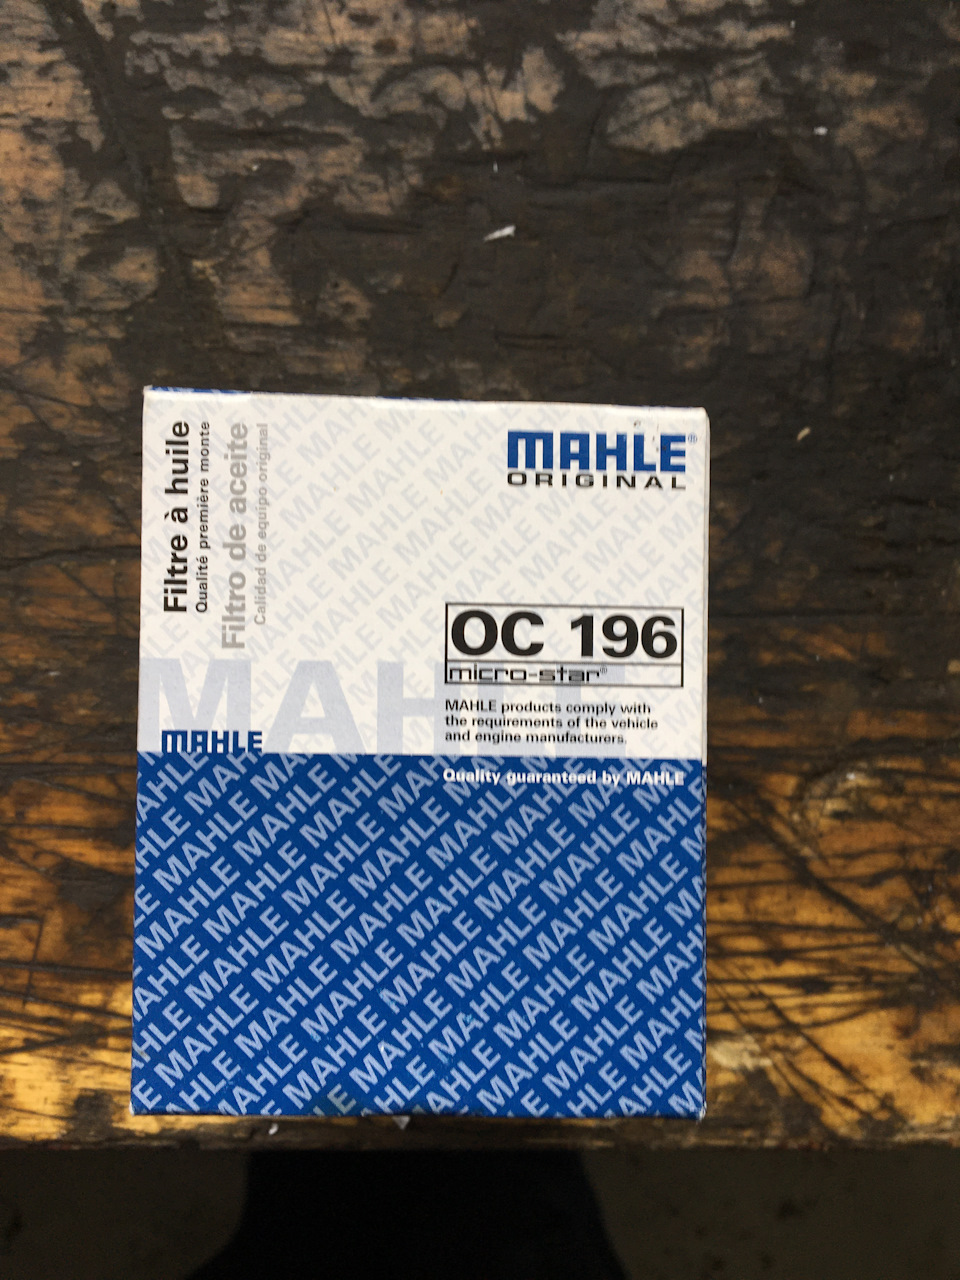 Filtre à huile
Qualité première monte
Filtro de aceite
Calidad de equipo original
MAHLE®
ORIGINAL
OC 196
micro-star®
MAHLE products comply with
the requirements of the vehicle
and engine manufacturers.
MAHLE
MAHLE
Quality guaranteed by MAHLE